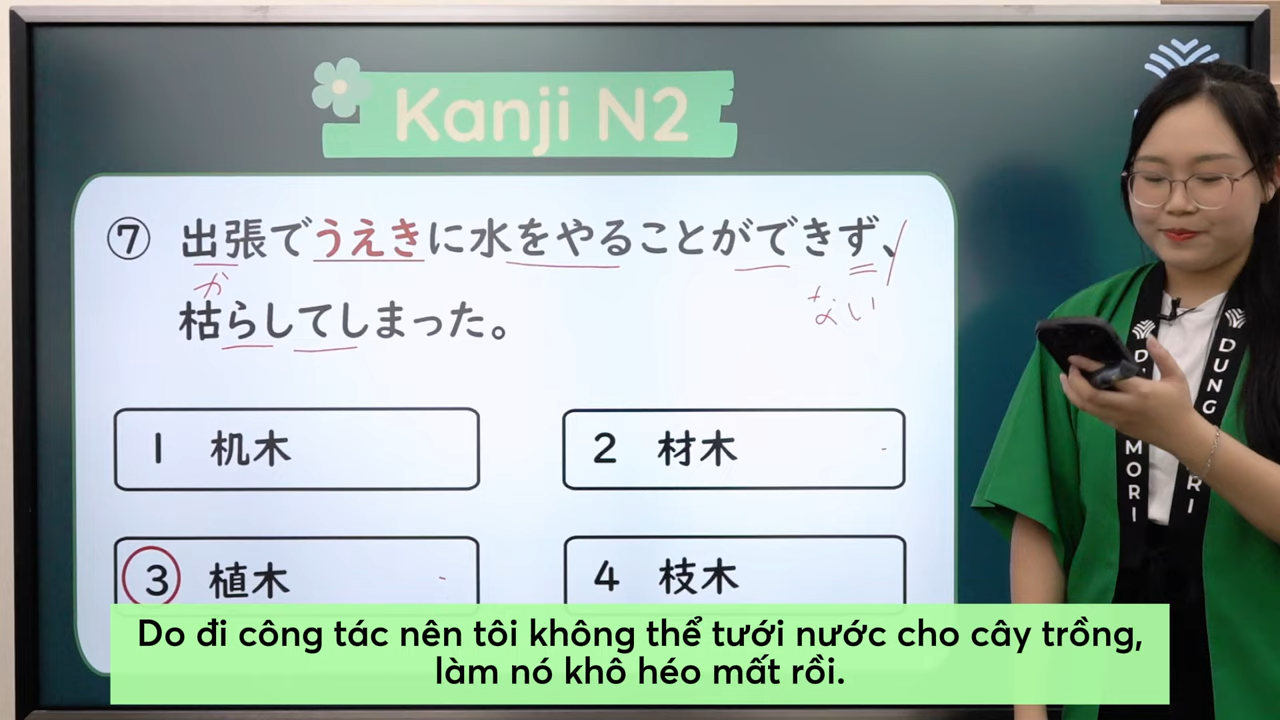 Kanji N2
⑦ 出張でうえきに水をやることができず、
か
ない
枯らしてしまった。
1 机木
2 材木
3 植木
4 枝木
DUNG
MORI
Do đi công tác nên tôi không thể tưới nước cho cây trồng,
làm nó khô héo mất rồi.